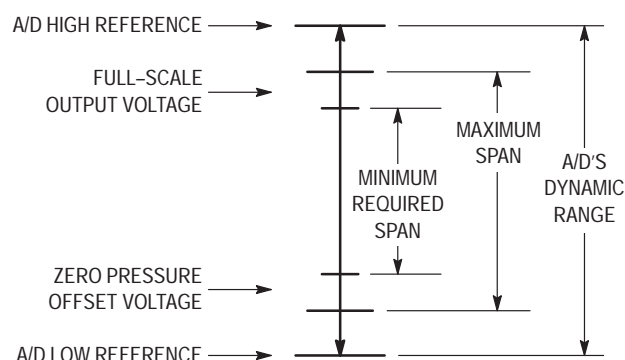 A/D HIGH REFERENCE
FULL–SCALE
OUTPUT VOLTAGE
MINIMUM
REQUIRED
SPAN
MAXIMUM
SPAN
A/D'S
DYNAMIC
RANGE
ZERO PRESSURE
OFFSET VOLTAGE
A/D LOW REFERENCE